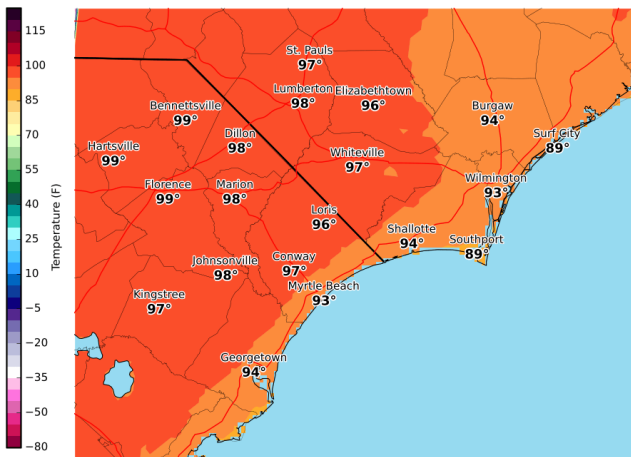 115
100
85
70
55
40
25
10
−5
−20
−35
−50
−80
Temperature (F)
St. Pauls
97°
Lumberton
98°
Elizabethtown
96°
Bennettsville
99°
Burgaw
94°
Hartsville
99°
Dillon
98°
Surf City
89°
Whiteville
97°
Florence
99°
Marion
98°
Wilmington
93°
Loris
96°
Shallotte
94°
Southport
89°
Johnsonville
98°
Conway
97°
Kingstree
97°
Myrtle Beach
93°
Georgetown
94°